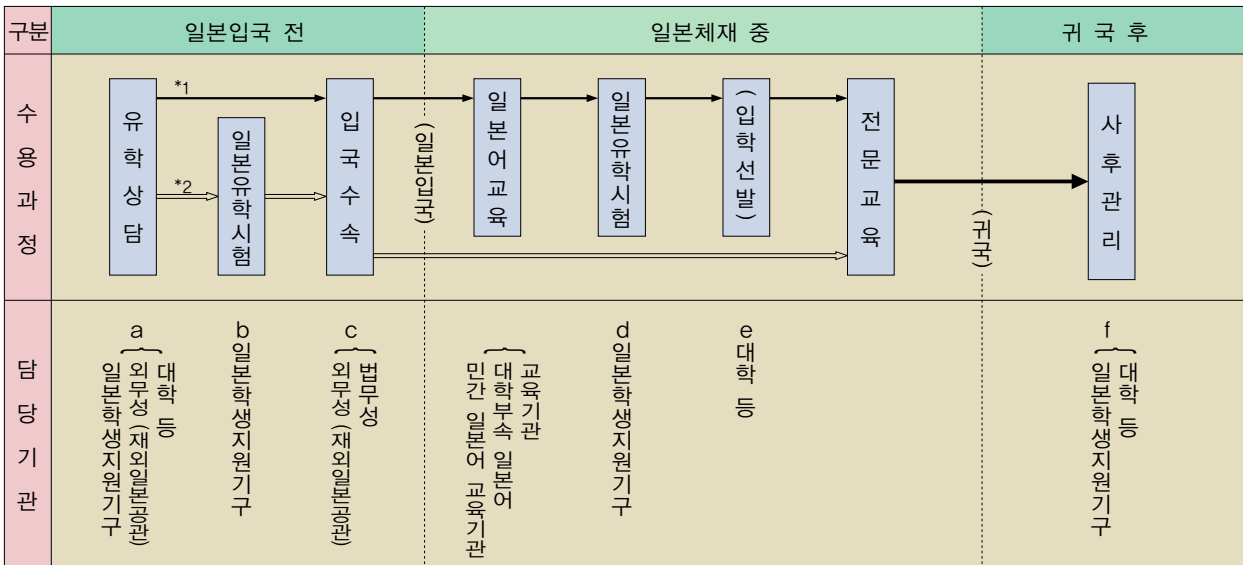 구분
일본입국 전
일본체재 중
귀 국 후
수용과정
유학상담
*1
*2
일본유학시험
입국수속
(일본입국)
일본어교육
일본유학시험
(입학선발)
전문교육
(귀국)
사후관리
담당기관
a
대학 등
외무성 (재외일본공관)
일본학생지원기구
b
일본학생지원기구
c
법무성
외무성 (재외일본공관)
교육기관
대학부속 일본어
민간 일본어 교육기관
d
일본학생지원기구
e
대학 등
f
대학 등
일본학생지원기구